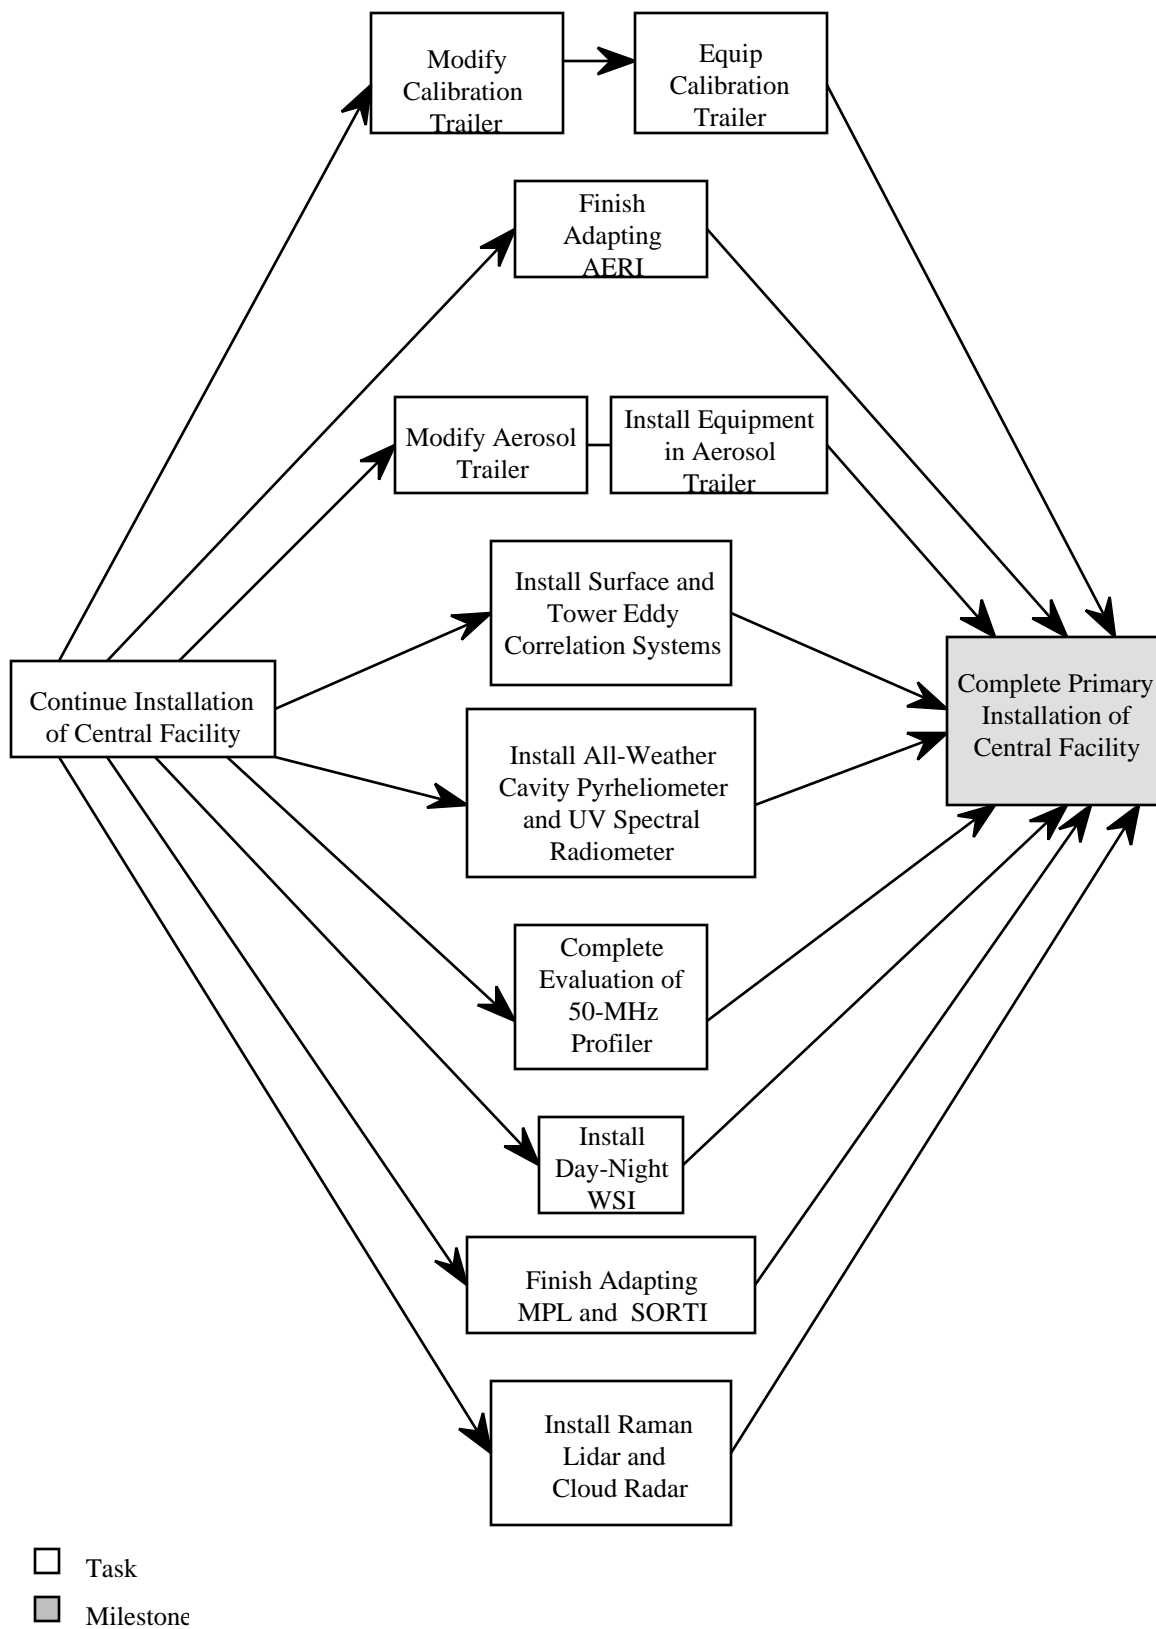 Modify
Calibration
Trailer
Equip
Calibration
Trailer
Finish
Adapting
AERI
Modify Aerosol
Trailer
Install Equipment
in Aerosol
Trailer
Install Surface and
Tower Eddy
Correlation Systems
Continue Installation
of Central Facility
Complete Primary
Installation of
Central Facility
Install All-Weather
Cavity Pyrheliometer
and UV Spectral
Radiometer
Complete
Evaluation of
50-MHz
Profiler
Install
Day-Night
WSI
Finish Adapting
MPL and SORTI
Install Raman
Lidar and
Cloud Radar
Task
Milestone